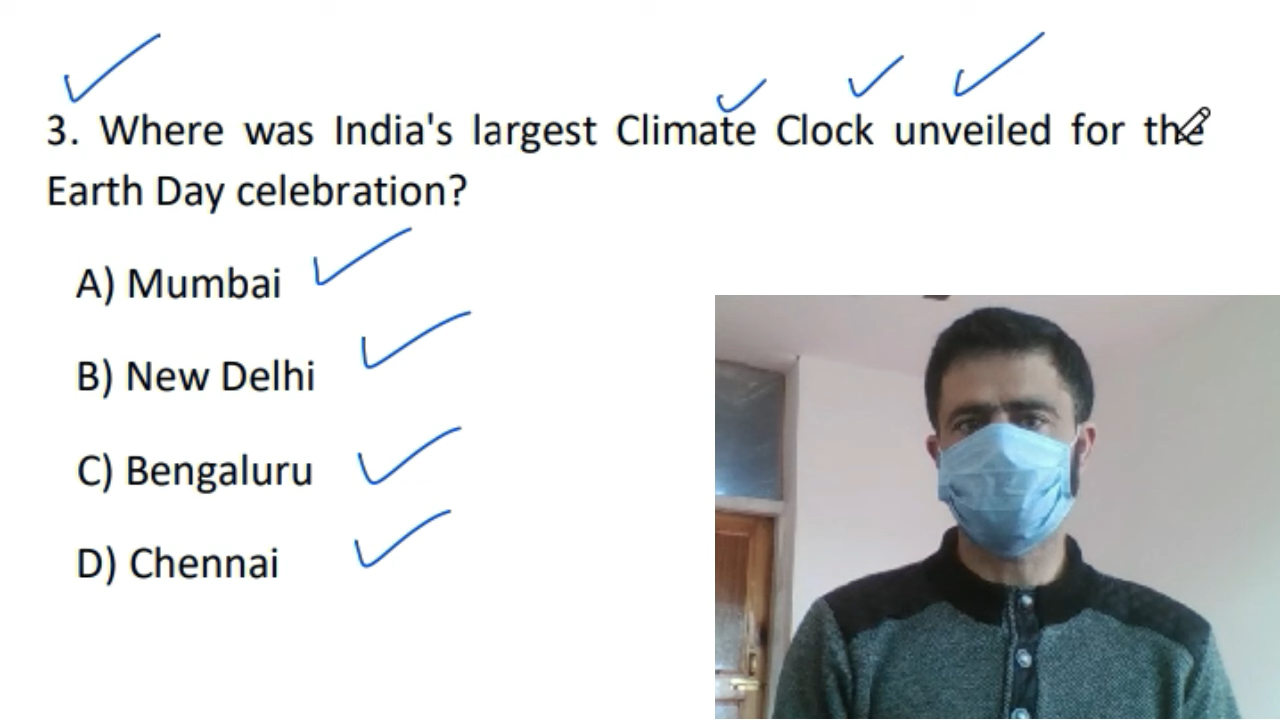 3. Where was India's largest Climate Clock unveiled for the
Earth Day celebration?
A) Mumbai
B) New Delhi
C) Bengaluru
D) Chennai